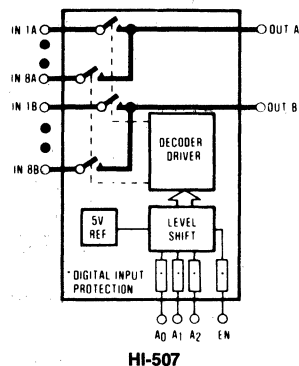 IN 1A
OUT A
IN 8A
IN 1B
OUT B
DECODER
DRIVER
IN 8B
5V
REF
LEVEL
SHIFT
* DIGITAL INPUT
PROTECTION
A0 A1 A2 EN
HI-507